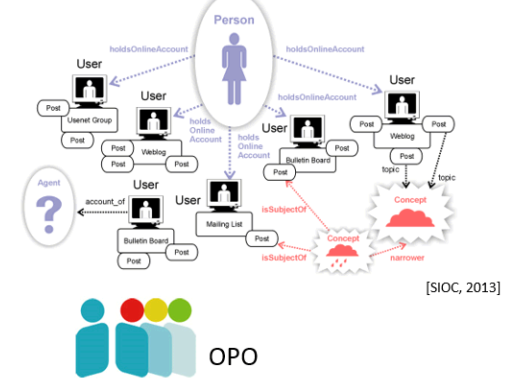 Person
holdsOnlineAccount
holdsOnlineAccount
User
User
Post
Usenet Group
Post
User
holdsOnlineAccount
Post
Weblog
Post
Post
holds
Online
Account
holds
Online
Account
User
Post
Bulletin Board
Post
Post
Weblog
Post
Post
topic
topic
Agent
?
account_of
User
Post
Bulletin Board
Post
User
Mailing List
Post
isSubjectOf
isSubjectOf
Concept
narrower
Concept
[SIOC, 2013]
OPO